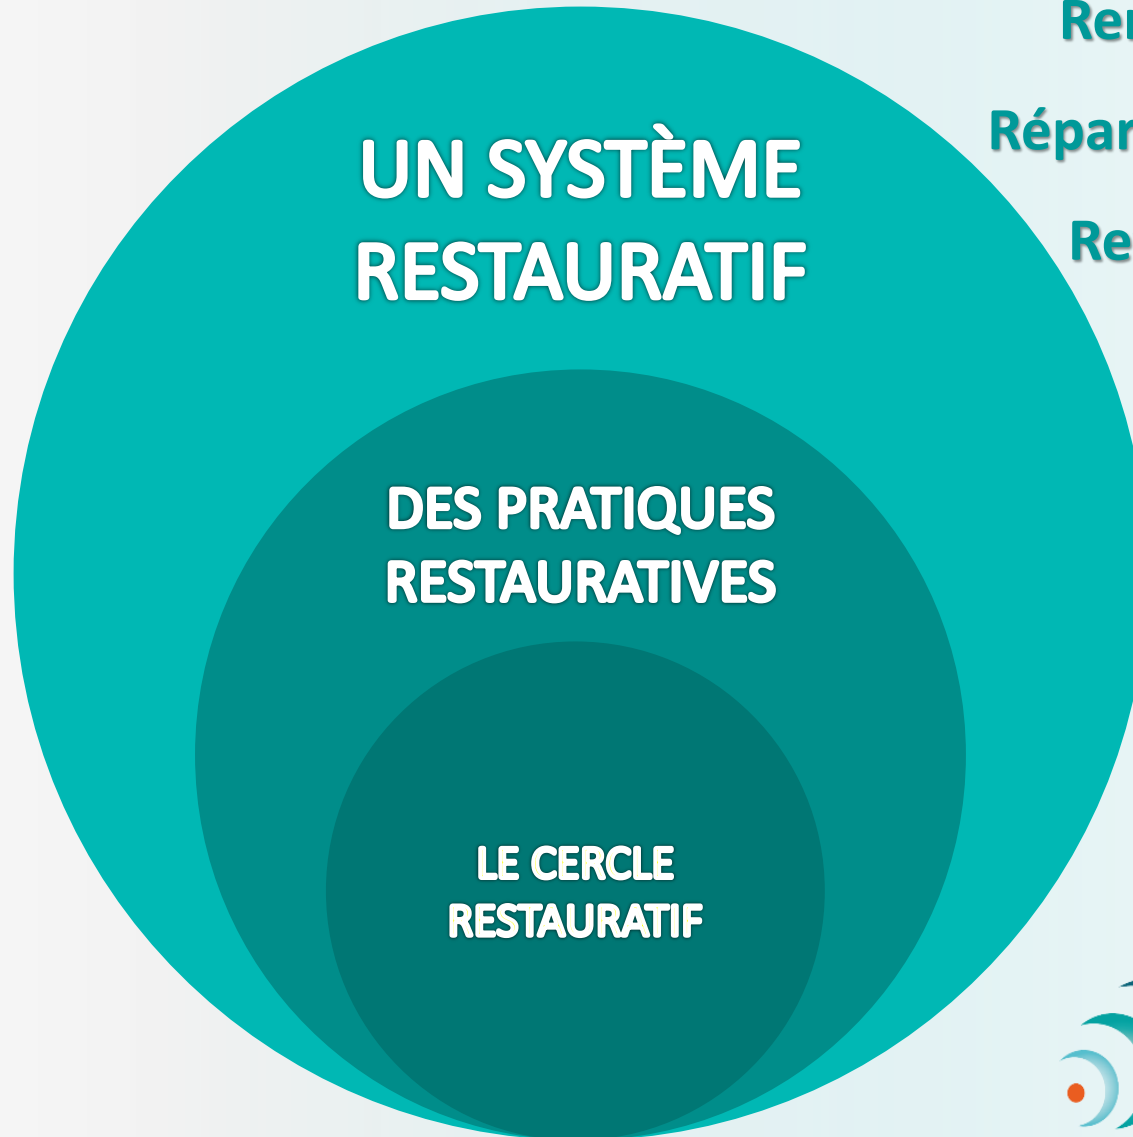 UN SYSTÈME
RESTAURATIF
DES PRATIQUES
RESTAURATIVES
LE CERCLE
RESTAURATIF